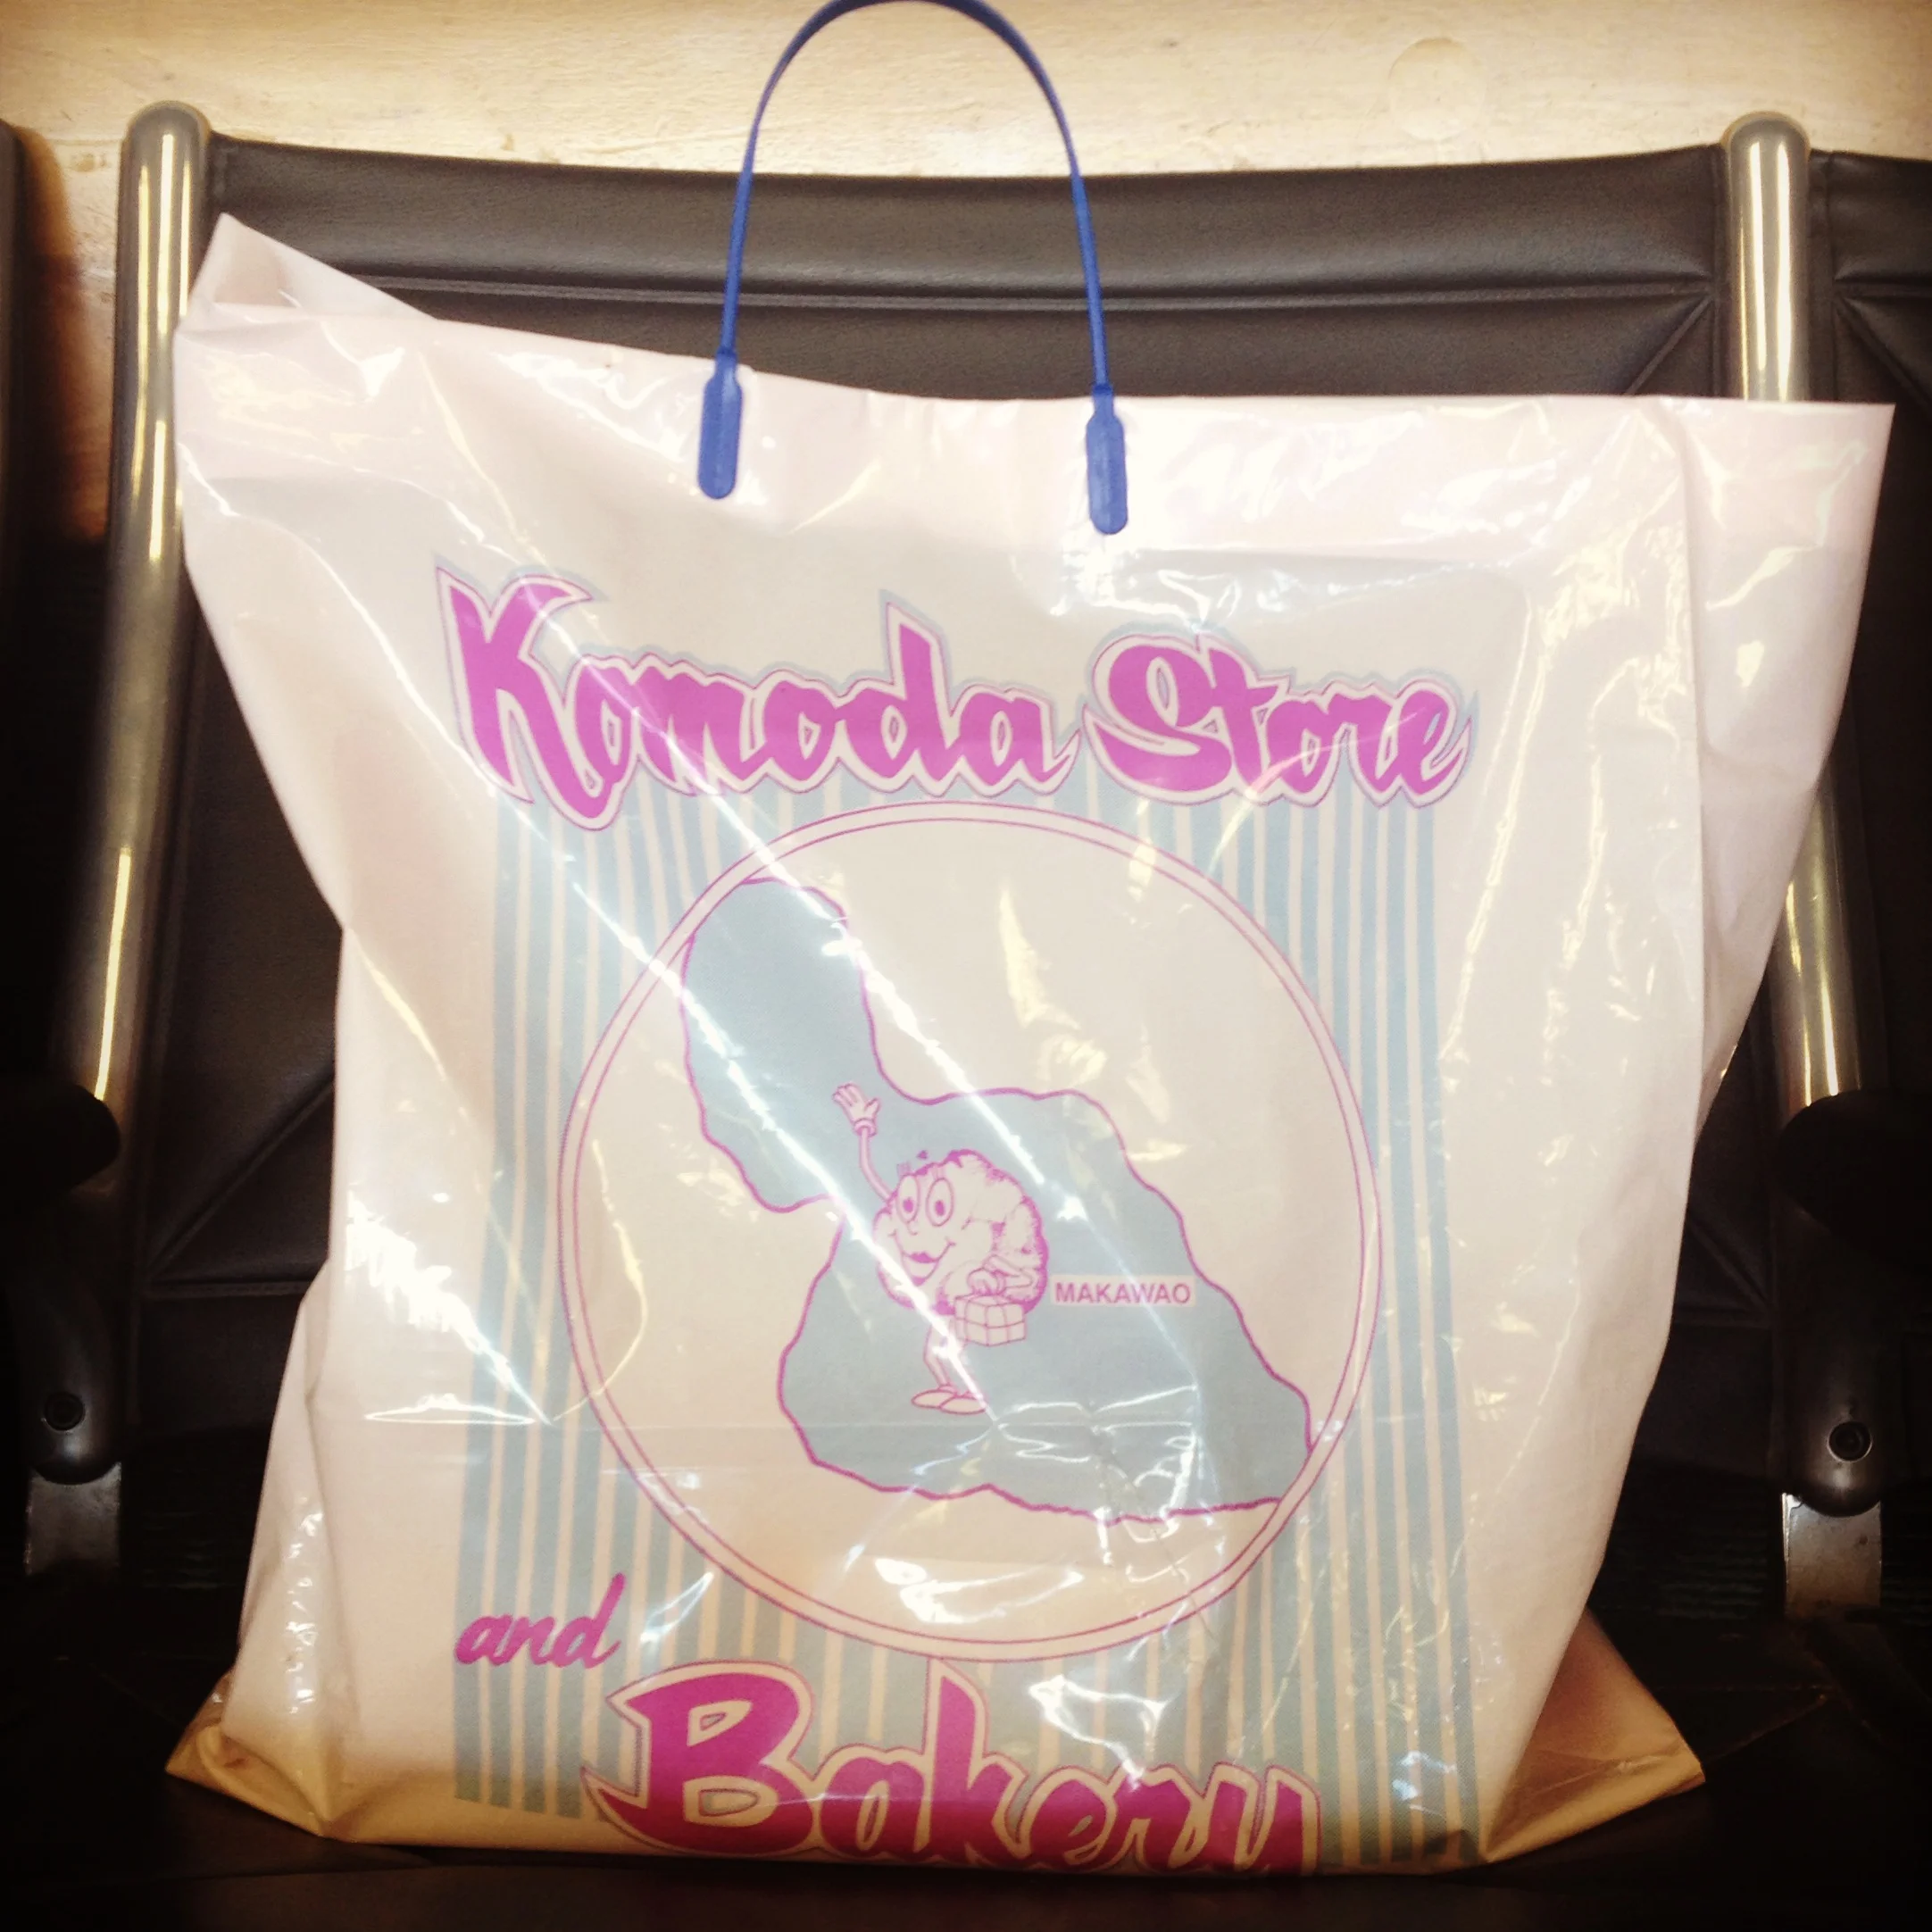 Komoda Store
MAKAWAO
and
Bakery